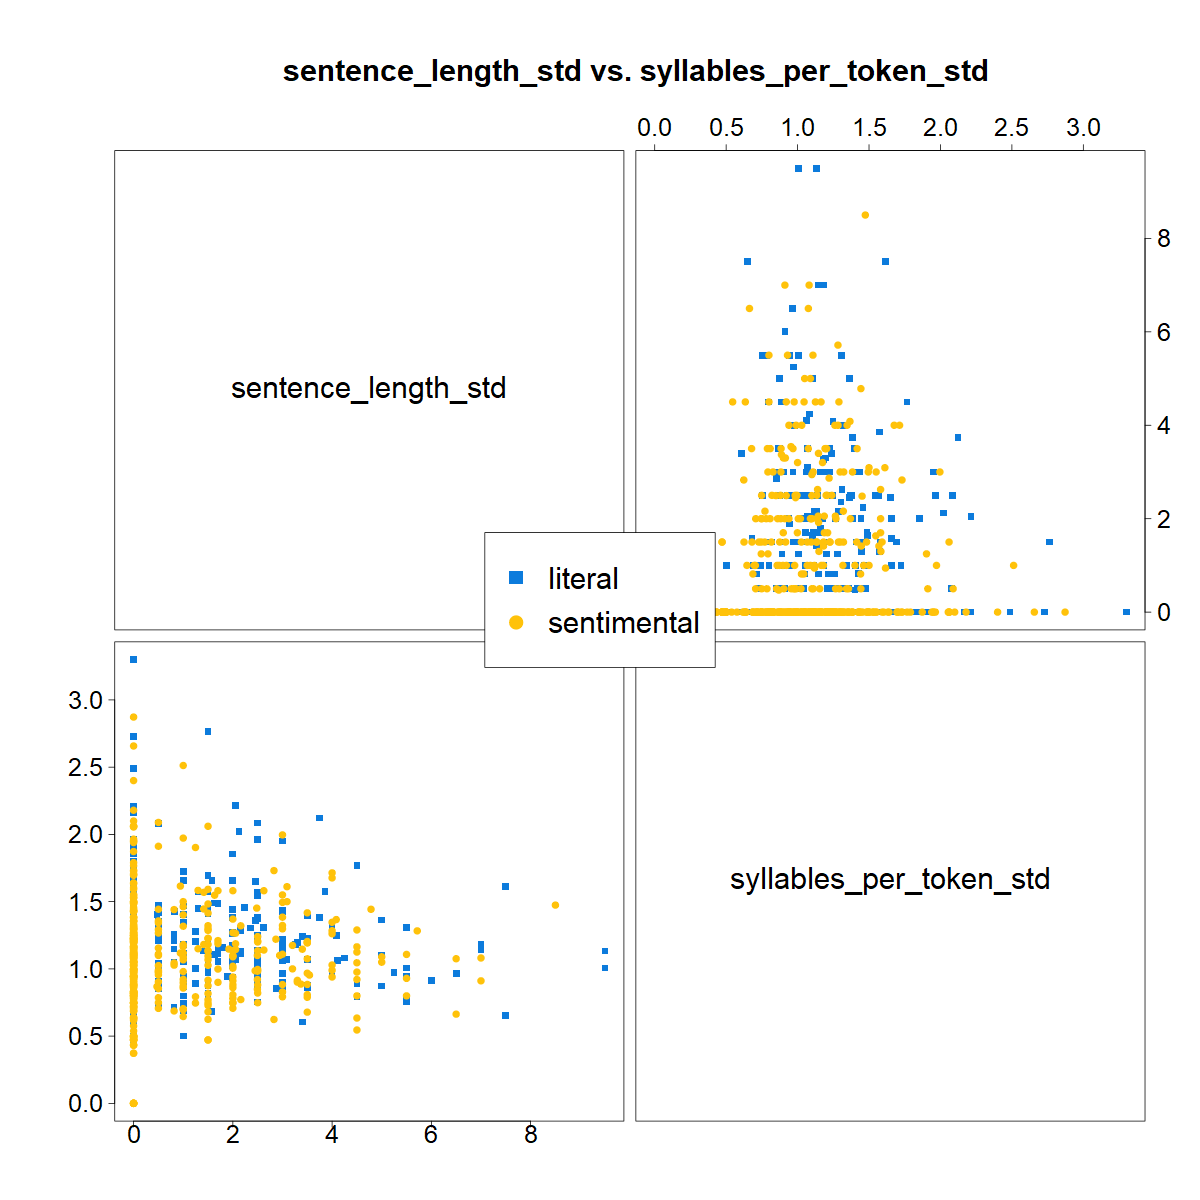 sentence_length_std vs. syllables_per_token_std
0.0 0.5 1.0 1.5 2.0 2.5 3.0
8
6
sentence_length_std
4
2
literal
0
sentimental
3.0
2.5
2.0
syllables_per_token_std
1.5
1.0
0.5
0.0
0 2 4 6 8